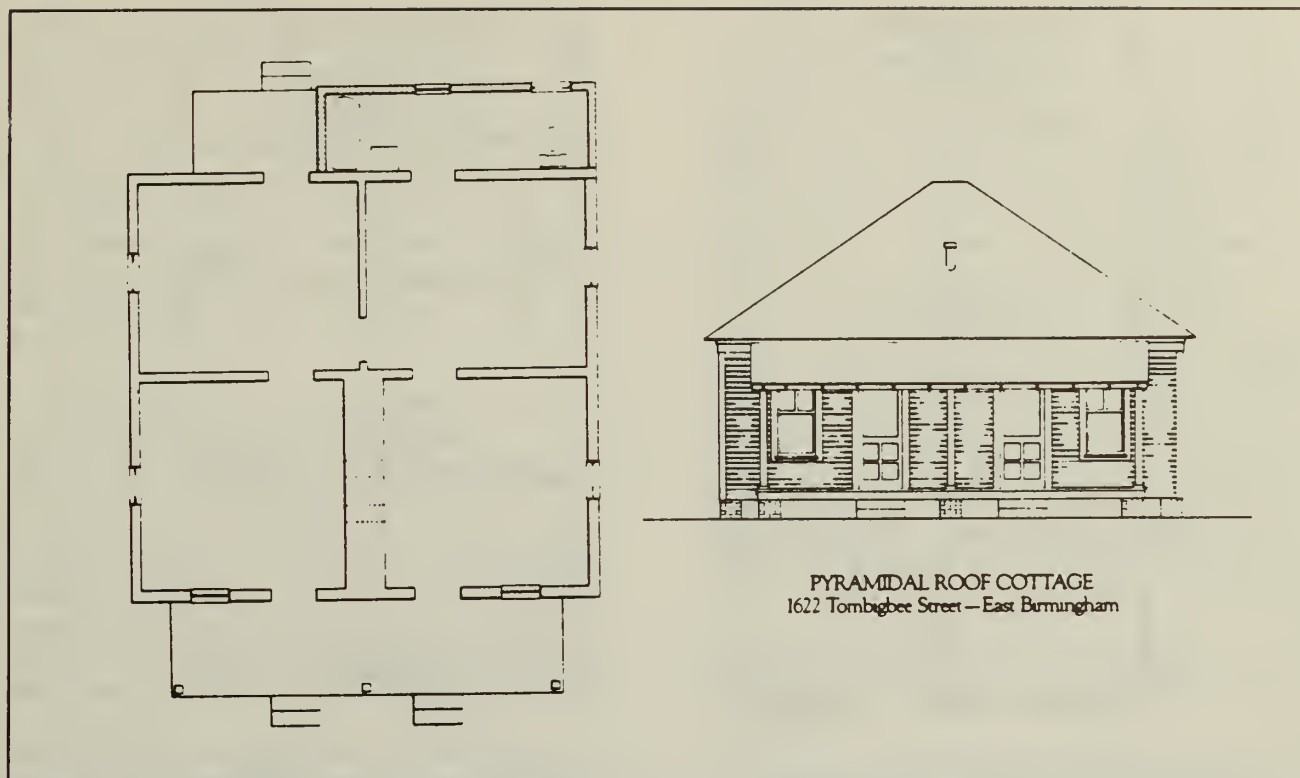 PYRAMIDAL ROOF COTTAGE
1622 Tombigbee Street — East Birmingham